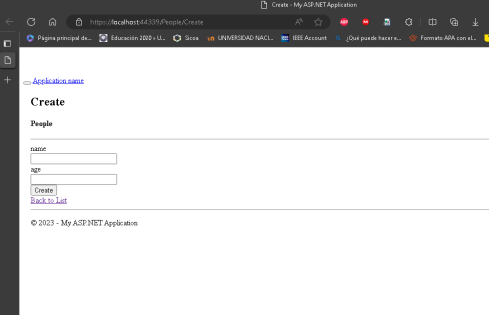 Create - My ASP.NET Application
https://localhost:44339/People/Create
Página principal de... Educación 2020 » U... Sicoa UNIVERSIDAD NACI... IEEE Account ¿Qué puede hacer e... Formato APA con el...
Application name
Create
People
name
age
Create
Back to List
© 2023 - My ASP.NET Application